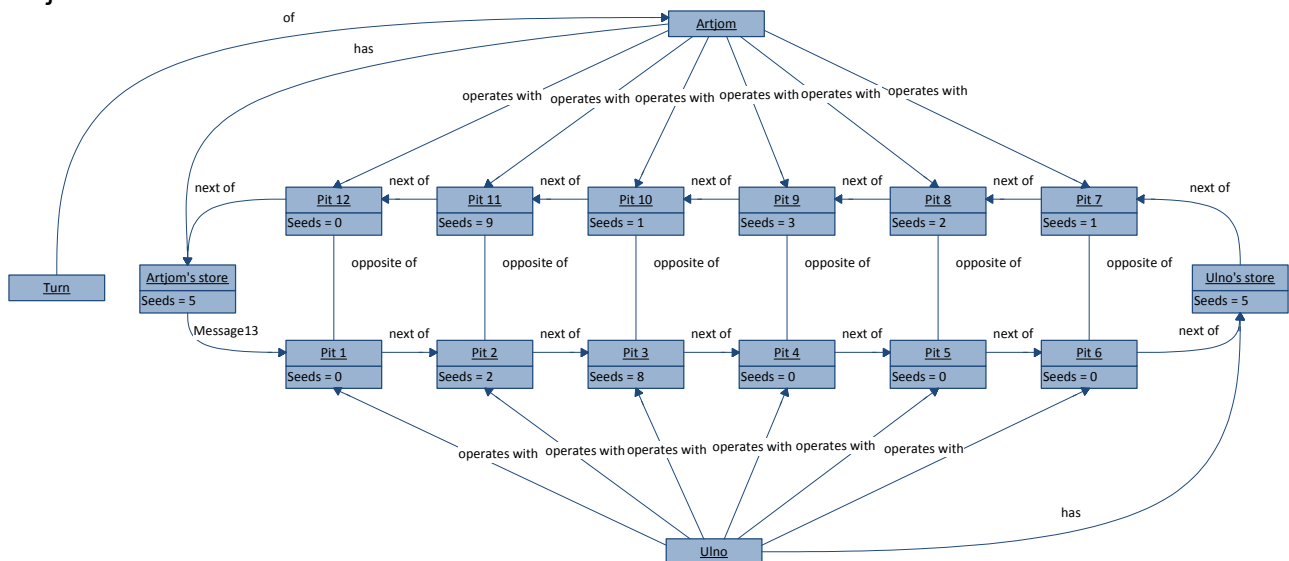 of
Artjom
has
operates with operates with operates with operates with operates with operates with
next of next of next of next of next of next of next of
Pit 12 Pit 11 Pit 10 Pit 9 Pit 8 Pit 7
Seeds = 0 Seeds = 9 Seeds = 1 Seeds = 3 Seeds = 2 Seeds = 1
opposite of opposite of opposite of opposite of opposite of opposite of
Turn Artjom's store Ulno's store
Seeds = 5 Seeds = 5
Message13 next of next of next of next of next of next of
Pit 1 Pit 2 Pit 3 Pit 4 Pit 5 Pit 6
Seeds = 0 Seeds = 2 Seeds = 8 Seeds = 0 Seeds = 0 Seeds = 0
operates with operates with operates with operates with operates with operates with
has
Ulno